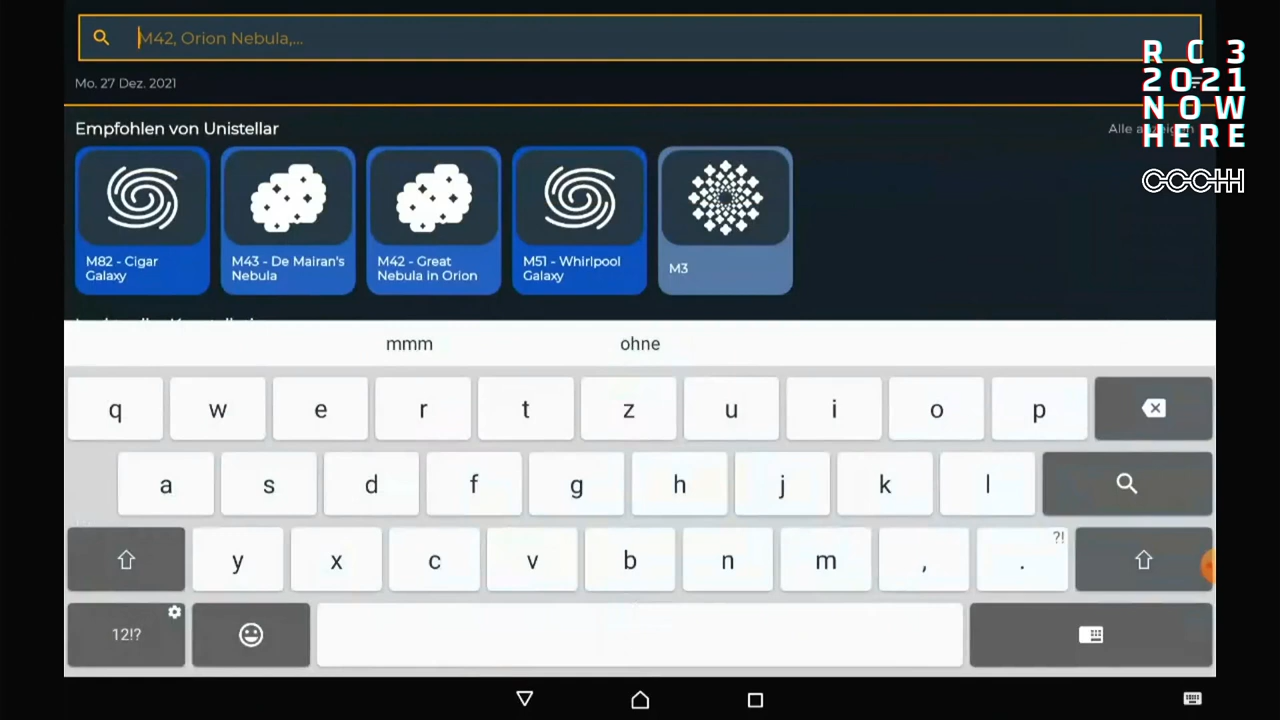 M42, Orion Nebula,...
Mo. 27 Dez. 2021
R C 3
2021
NOW
HERE
CCCHH
Empfohlen von Unistellar
M82 - Cigar
Galaxy
M43 - De Mairan's
Nebula
M42 - Great
Nebula in Orion
M51 - Whirlpool
Galaxy
M3
mmm ohne
q w e r t z u i o p
a s d f g h j k l
?!
y x c v b n m , .
12!?